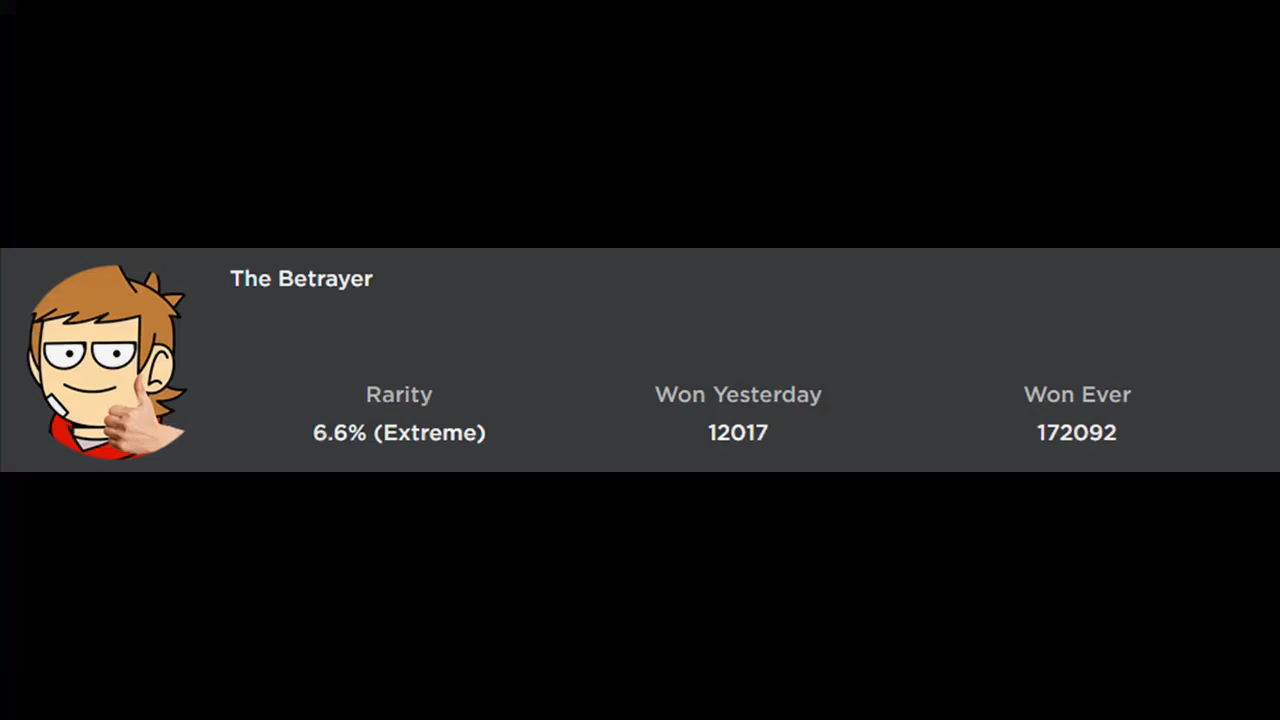 The Betrayer
Rarity
Won Yesterday
Won Ever
6.6% (Extreme)
12017
172092